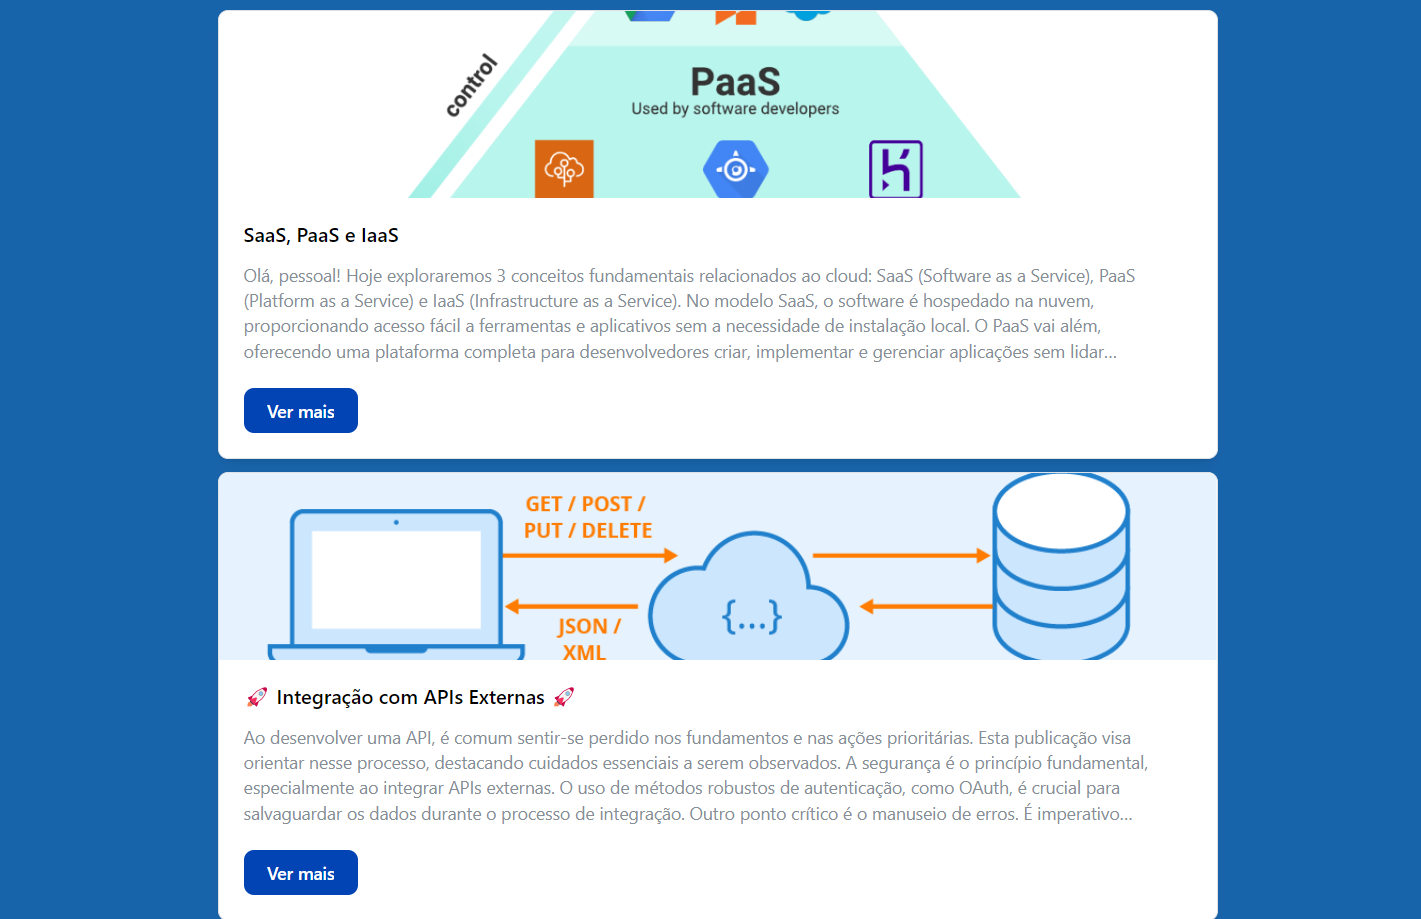 control
PaaS
Used by software developers
SaaS, PaaS e IaaS
Olá, pessoal! Hoje exploraremos 3 conceitos fundamentais relacionados ao cloud: SaaS (Software as a Service), PaaS
(Platform as a Service) e IaaS (Infrastructure as a Service). No modelo SaaS, o software é hospedado na nuvem,
proporcionando acesso fácil a ferramentas e aplicativos sem a necessidade de instalação local. O PaaS vai além,
oferecendo uma plataforma completa para desenvolvedores criar, implementar e gerenciar aplicações sem lidar...
Ver mais
GET / POST /
PUT / DELETE
{...}
JSON /
XML
🚀 Integração com APIs Externas 🚀
Ao desenvolver uma API, é comum sentir-se perdido nos fundamentos e nas ações prioritárias. Esta publicação visa
orientar nesse processo, destacando cuidados essenciais a serem observados. A segurança é o princípio fundamental,
especialmente ao integrar APIs externas. O uso de métodos robustos de autenticação, como OAuth, é crucial para
salvaguardar os dados durante o processo de integração. Outro ponto crítico é o manuseio de erros. É imperativo...
Ver mais